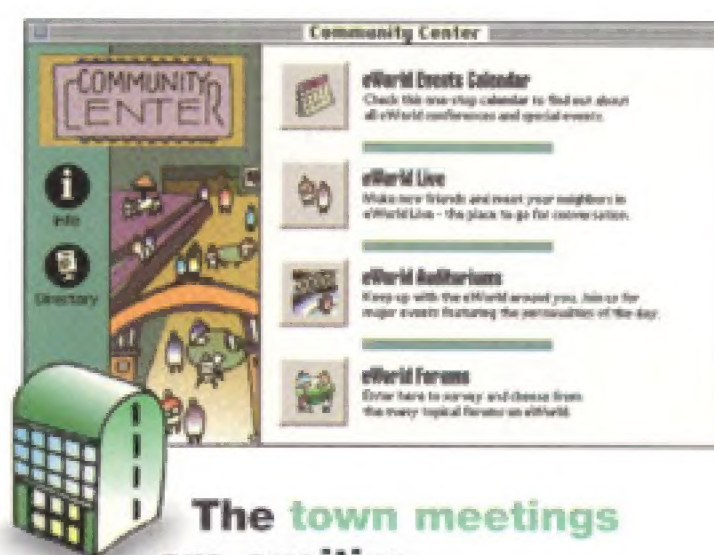 Community Center
COMMUNITY
CENTER
Info
Directory
eWorld Events Calendar
Check this one-stop calendar to find out about
all eWorld conferences and special events.
eWorld Live
Make new friends and meet your neighbors in
eWorld Live - the place to go for conversation.
eWorld Auditoriums
Keep up with the eWorld around you. Join us for
major events featuring the personalities of the day.
eWorld Forums
Enter here to survey and choose from
the many topical forums on eWorld.
The town meetings